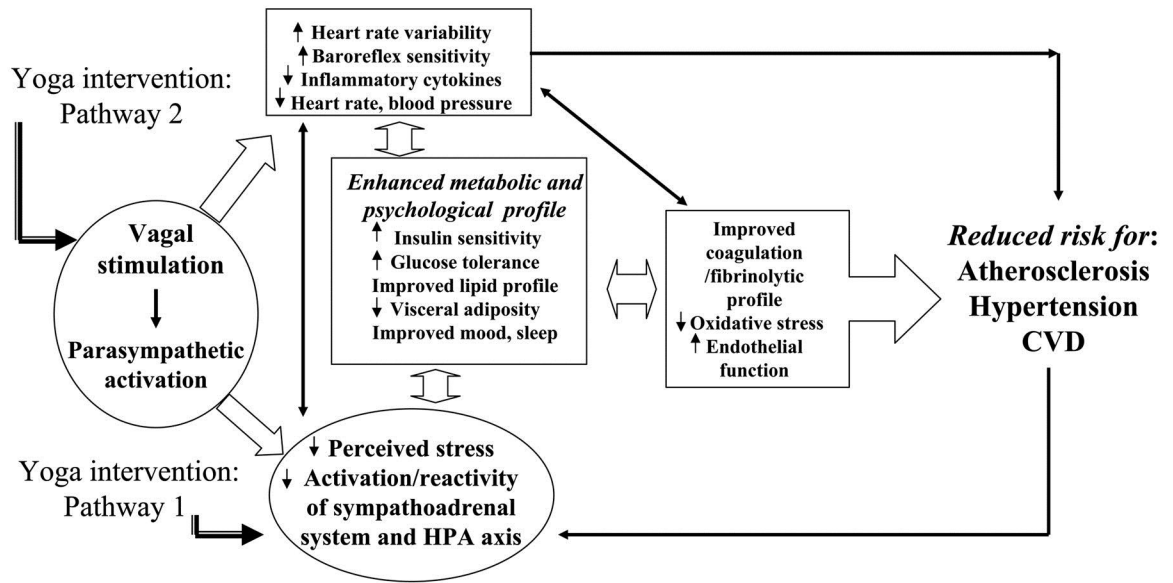 ↑ Heart rate variability
↑ Baroreflex sensitivity
↓ Inflammatory cytokines
↓ Heart rate, blood pressure
Yoga intervention:
Pathway 2
Vagal
stimulation
Parasympathetic
activation
Enhanced metabolic and
psychological profile
↑ Insulin sensitivity
↑ Glucose tolerance
Improved lipid profile
↓ Visceral adiposity
Improved mood, sleep
Improved
coagulation
/fibrinolytic
profile
↓ Oxidative stress
↑ Endothelial
function
Reduced risk for:
Atherosclerosis
Hypertension
CVD
Yoga intervention:
Pathway 1
↓ Perceived stress
↓ Activation/reactivity
of sympathoadrenal
system and HPA axis